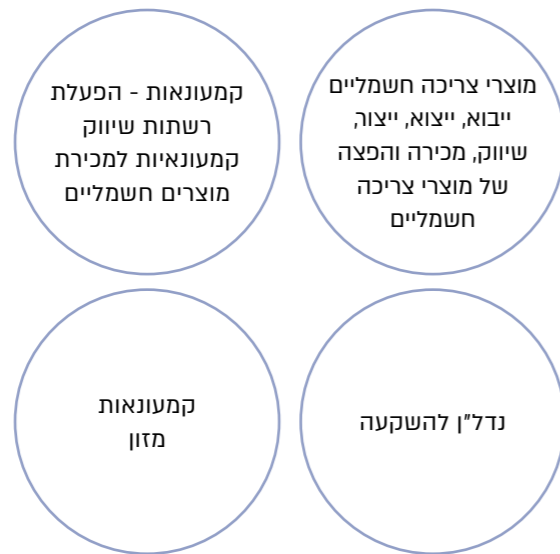 מוצרי צריכה חשמליים
ייבוא, ייצוא, ייצור,
שיווק, מכירה והפצה
של מוצרי צריכה
חשמליים
קמעונאות - הפעלת
רשתות שיווק
קמעונאיות למכירת
מוצרים חשמליים
נדל"ן להשקעה
קמעונאות
מזון